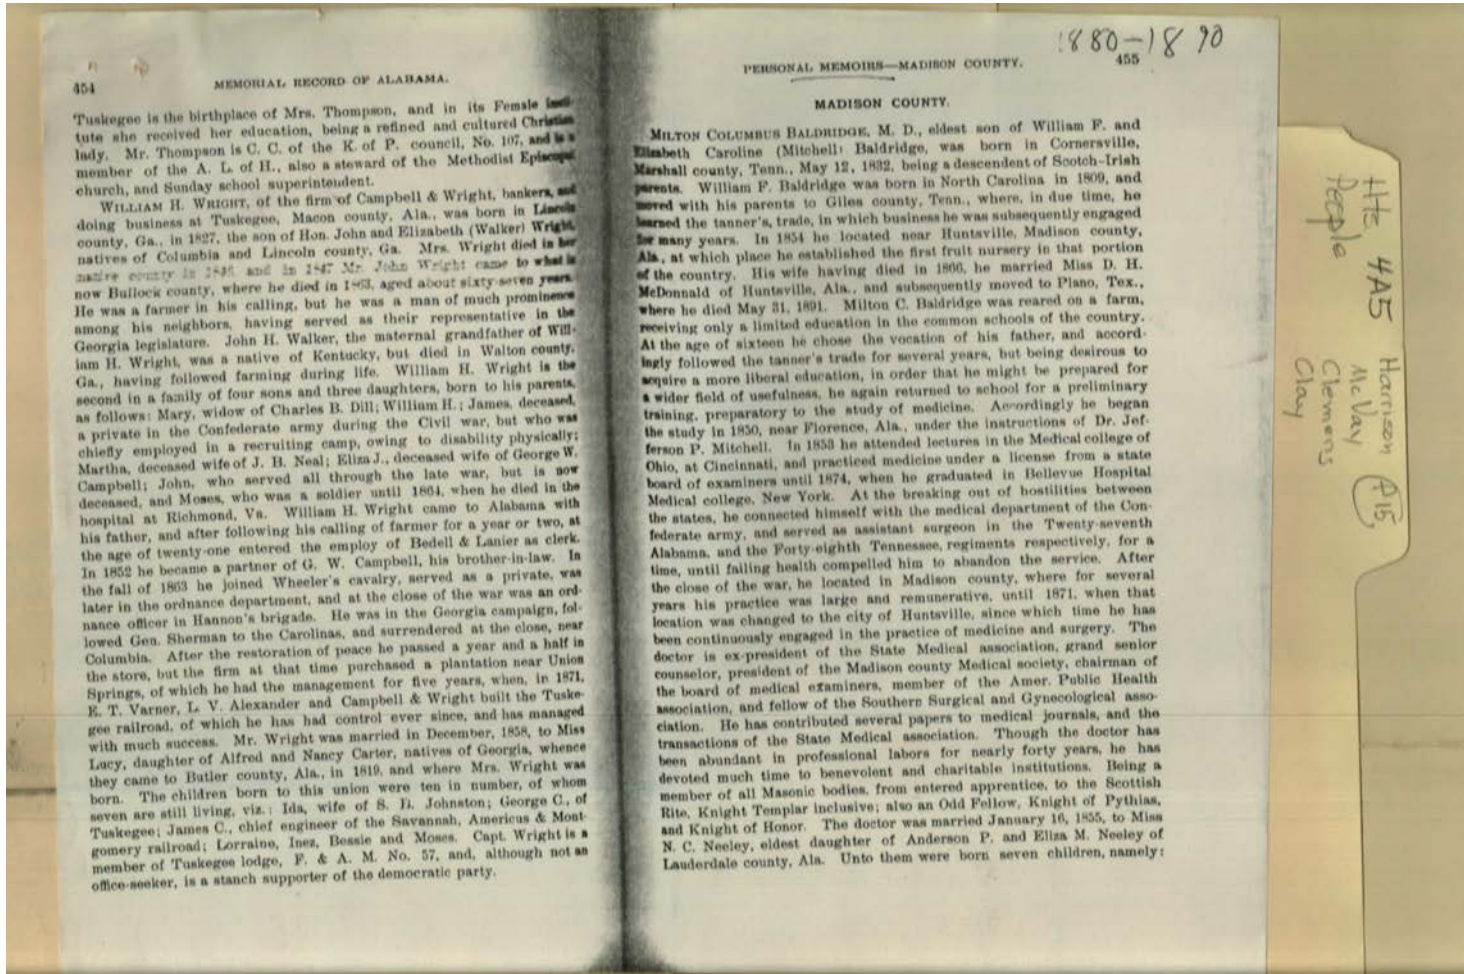 454
MEMORIAL RECORD OF ALABAMA.
Tuskegee is the birthplace of Mrs. Thompson, and in its Female Insti-
tute she received her education, being a refined and cultured Christian
lady. Mr. Thompson is C. C. of the K. of P. council, No. 107, and is a
member of the A. L. of H., also a steward of the Methodist Episcopal
church, and Sunday school superintendent.
WILLIAM H. WRIGHT, of the firm of Campbell & Wright, bankers, and
doing business at Tuskegee, Macon county, Ala., was born in Lincoln
county, Ga., in 1827, the son of Hon. John and Elizabeth (Walker) Wright,
natives of Columbia and Lincoln county, Ga. Mrs. Wright died in her
native county in and in 1847 Mr. John Wright came to what is
now Bullock county, where he died in 1863, aged about sixty-seven years.
He was a farmer in his calling, but he was a man of much prominence
among his neighbors, having served as their representative in the
Georgia legislature. John H. Walker, the maternal grandfather of Will-
iam H. Wright, was a native of Kentucky, but died in Walton county,
Ga., having followed farming during life. William H. Wright is the
second in a family of four sons and three daughters, born to his parents,
as follows: Mary, widow of Charles B. Dill; William H.; James, deceased,
a private in the Confederate army during the Civil war, but who was
chiefly employed in a recruiting camp, owing to disability physically;
Martha, deceased wife of J. B. Neal; Eliza J., deceased wife of George W.
Campbell; John, who served all through the late war, but is now
deceased, and Moses, who was a soldier until 1864, when he died in the
hospital at Richmond, Va. William H. Wright came to Alabama with
his father, and after following his calling of farmer for a year or two, at
the age of twenty-one entered the employ of Bedell & Lanier as clerk.
In 1852 he became a partner of G. W. Campbell, his brother-in-law. In
the fall of 1863 he joined Wheeler's cavalry, served as a private, was
later in the ordnance department, and at the close of the war was an ord-
nance officer in Hannon's brigade. He was in the Georgia campaign, fol-
lowed Gen. Sherman to the Carolinas, and surrendered at the close, near
Columbia. After the restoration of peace he passed a year and a half in
the store, but the firm at that time purchased a plantation near Union
Springs, of which he had the management for five years, when, in 1871,
E. T. Varner, L. V. Alexander and Campbell & Wright built the Tuske-
gee railroad, of which he has had control ever since, and has managed
with much success. Mr. Wright was married in December, 1858, to Miss
Lucy, daughter of Alfred and Nancy Carter, natives of Georgia, whence
they came to Butler county, Ala., in 1819, and where Mrs. Wright was
born. The children born to this union were ten in number, of whom
seven are still living, viz.: Ida, wife of S. B. Johnston; George C., of
Tuskegee; James C., chief engineer of the Savannah, Americus & Mont-
gomery railroad; Lorraine, Inez, Bessie and Moses. Capt. Wright is a
member of Tuskegee lodge, F. & A. M. No. 57, and, although not an
office-seeker, is a stanch supporter of the democratic party.
1880-1890
PERSONAL MEMOIRS—MADISON COUNTY.
455
MADISON COUNTY.
MILTON COLUMBUS BALDRIDGE, M. D., eldest son of William F. and
Elizabeth Caroline (Mitchell) Baldridge, was born in Cornersville,
Marshall county, Tenn., May 12, 1832, being a descendent of Scotch-Irish
parents. William F. Baldridge was born in North Carolina in 1809, and
moved with his parents to Giles county, Tenn., where, in due time, he
learned the tanner's, trade, in which business he was subsequently engaged
for many years. In 1854 he located near Huntsville, Madison county,
Ala., at which place he established the first fruit nursery in that portion
of the country. His wife having died in 1866, he married Miss D. H.
McDonnald of Huntsville, Ala., and subsequently moved to Plano, Tex.,
where he died May 31, 1891. Milton C. Baldridge was reared on a farm,
receiving only a limited education in the common schools of the country.
At the age of sixteen he chose the vocation of his father, and accord-
ingly followed the tanner's trade for several years, but being desirous to
acquire a more liberal education, in order that he might be prepared for
a wider field of usefulness, he again returned to school for a preliminary
training, preparatory to the study of medicine. Accordingly he began
the study in 1850, near Florence, Ala., under the instructions of Dr. Jef-
ferson P. Mitchell. In 1853 he attended lectures in the Medical college of
Ohio, at Cincinnati, and practiced medicine under a license from a state
board of examiners until 1874, when he graduated in Bellevue Hospital
Medical college, New York. At the breaking out of hostilities between
the states, he connected himself with the medical department of the Con-
federate army, and served as assistant surgeon in the Twenty-seventh
Alabama, and the Forty-eighth Tennessee, regiments respectively, for a
time, until failing health compelled him to abandon the service. After
the close of the war, he located in Madison county, where for several
years his practice was large and remunerative, until 1871, when that
location was changed to the city of Huntsville, since which time he has
been continuously engaged in the practice of medicine and surgery. The
doctor is ex-president of the State Medical association, grand senior
counselor, president of the Madison county Medical society, chairman of
the board of medical examiners, member of the Amer. Public Health
association, and fellow of the Southern Surgical and Gynecological asso-
ciation. He has contributed several papers to medical journals, and the
transactions of the State Medical association. Though the doctor has
been abundant in professional labors for nearly forty years, he has
devoted much time to benevolent and charitable institutions. Being a
member of all Masonic bodies, from entered apprentice, to the Scottish
Rite, Knight Templar inclusive; also an Odd Fellow, Knight of Pythias,
and Knight of Honor. The doctor was married January 16, 1855, to Miss
N. C. Neeley, eldest daughter of Anderson P. and Eliza M. Neeley of
Lauderdale county, Ala. Unto them were born seven children, namely:
Hts 4A5 Harrison P15
People McVay
Clemens
Clay